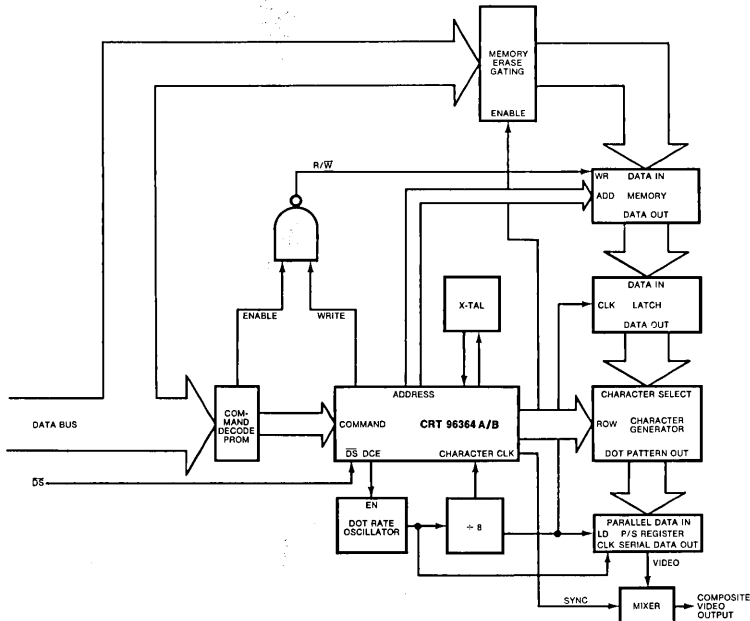 MEMORY
ERASE
GATING
ENABLE
R/W̅
WR DATA IN
ADD MEMORY
DATA OUT
X-TAL
DATA IN
CLK LATCH
DATA OUT
ENABLE
WRITE
ADDRESS
COM-
MAND
DECODE
PROM
COMMAND
CRT 96364 A/B
D̅S̅ DCE
CHARACTER CLK
CHARACTER SELECT
ROW CHARACTER
GENERATOR
DOT PATTERN OUT
DATA BUS
D̅S̅
EN
DOT RATE
OSCILLATOR
÷ 8
PARALLEL DATA IN
LD P/S REGISTER
CLK SERIAL DATA OUT
VIDEO
SYNC
MIXER
COMPOSITE
VIDEO
OUTPUT